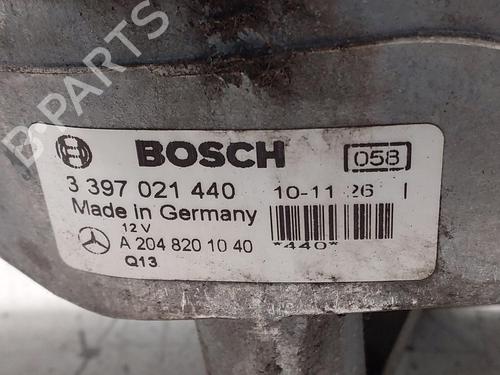 B-PARTS
BOSCH 058
3 397 021 440 10-11 26 I
Made in Germany
12 V
A 204 820 10 40 *440*
Q13